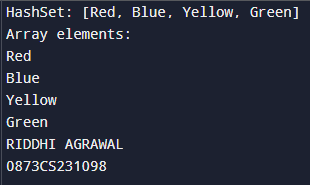 HashSet: [Red, Blue, Yellow, Green]
Array elements:
Red
Blue
Yellow
Green
RIDDHI AGRAWAL
0873CS231098